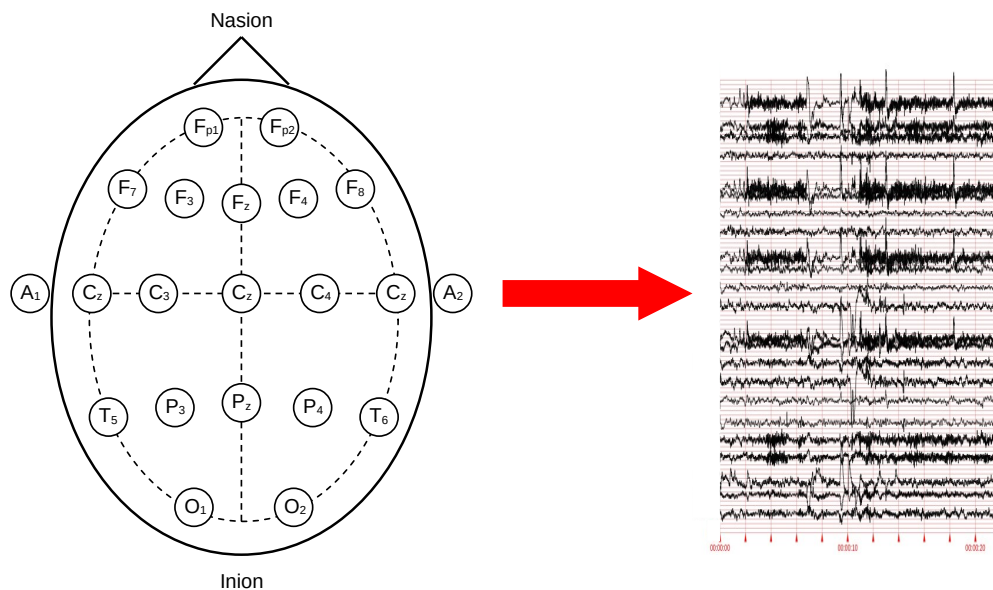 Nasion
Fp1 Fp2
F7 F3 Fz F4 F8
A1 Cz C3 Cz C4 Cz A2
T5 P3 Pz P4 T6
O1 O2
Inion
00:00:00 00:00:10 00:00:20